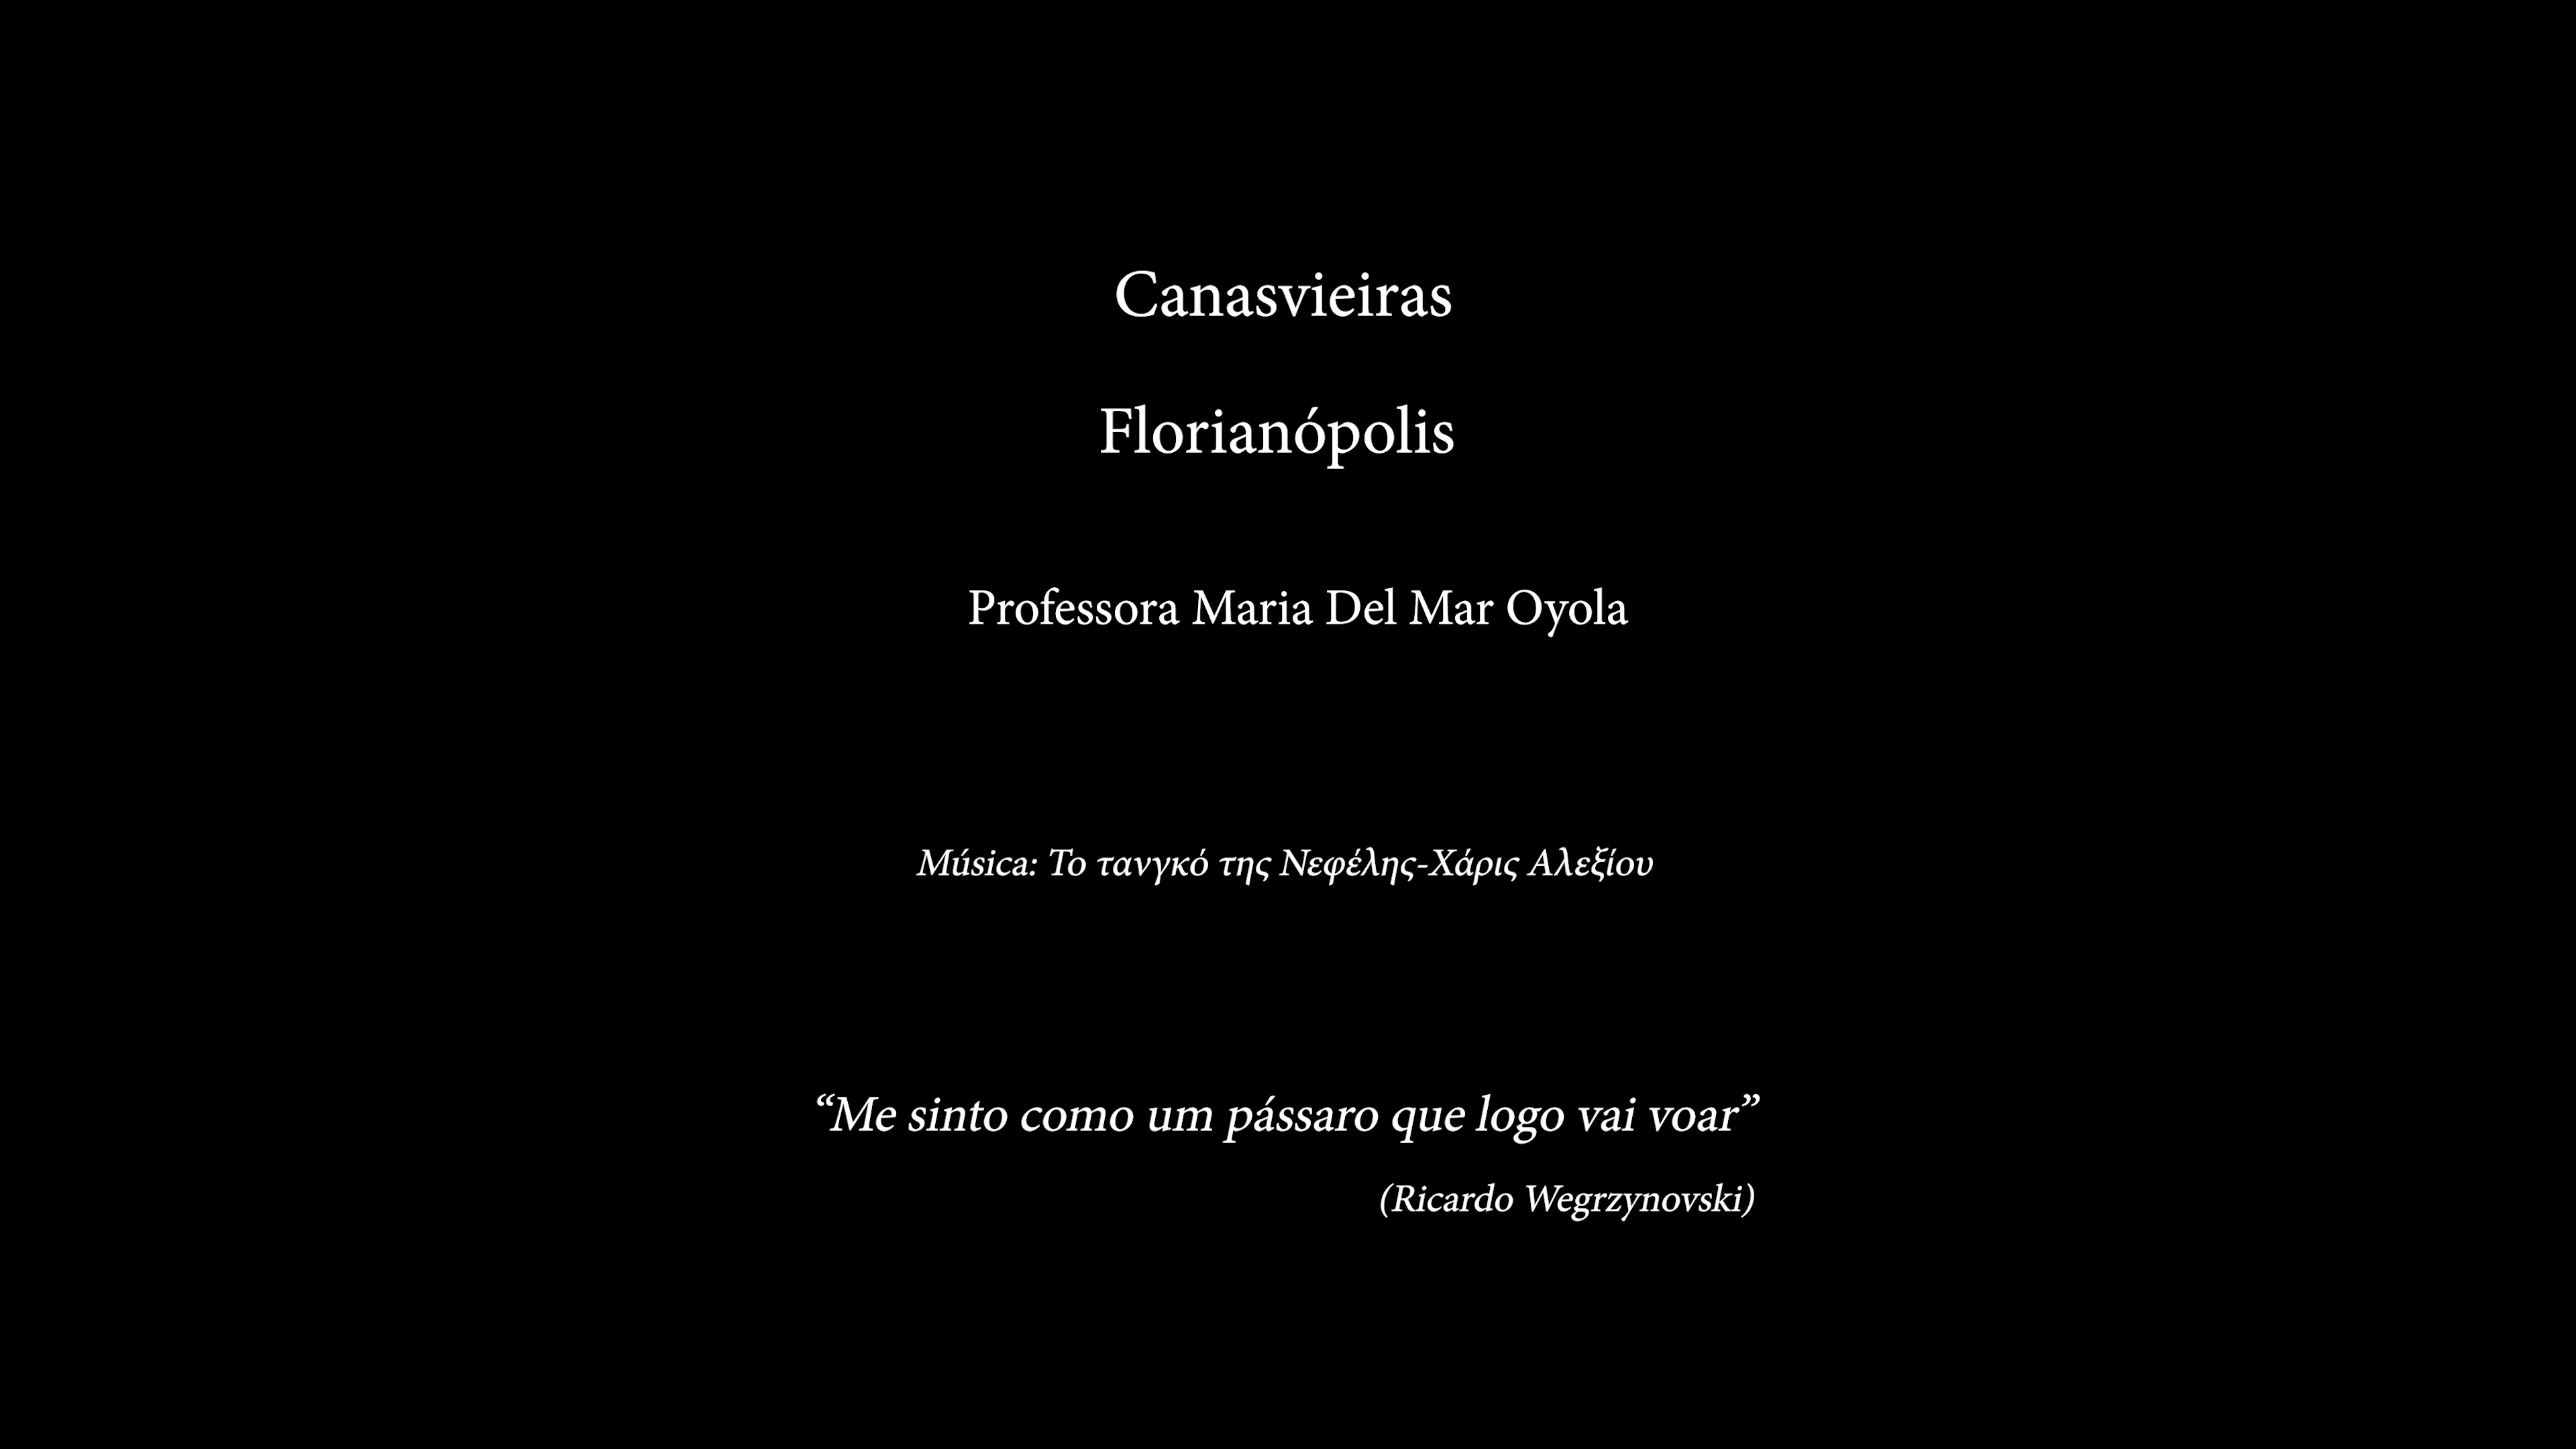 Canasvieiras
Florianópolis
Professora Maria Del Mar Oyola
Música: Το τανγκό της Νεφέλης-Χάρις Αλεξίου
“Me sinto como um pássaro que logo vai voar”
(Ricardo Wegrzynovski)